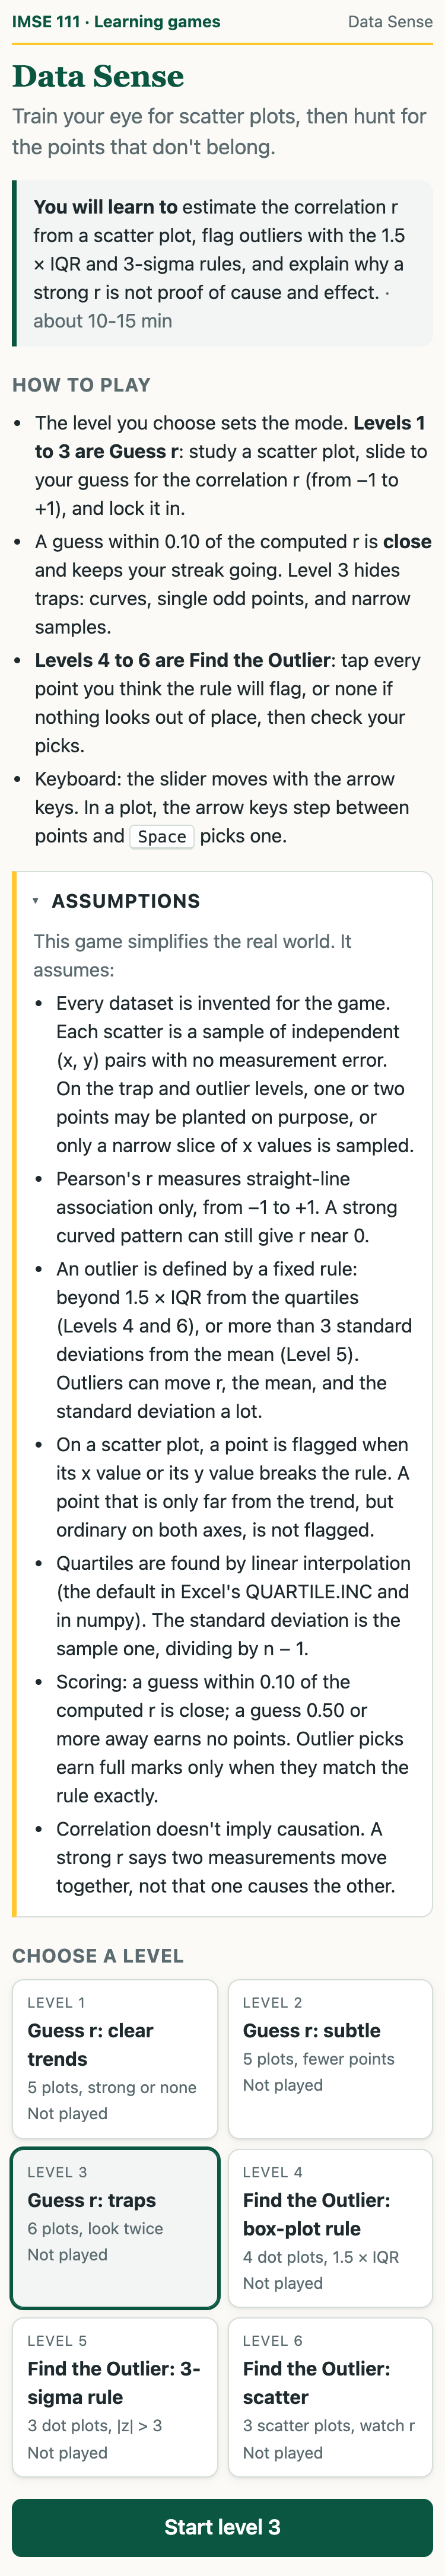 IMSE 111 · Learning games
Data Sense
Data Sense
Train your eye for scatter plots, then hunt for
the points that don't belong.
You will learn to estimate the correlation r
from a scatter plot, flag outliers with the 1.5
× IQR and 3-sigma rules, and explain why a
strong r is not proof of cause and effect. ·
about 10-15 min
HOW TO PLAY
• The level you choose sets the mode. Levels 1
to 3 are Guess r: study a scatter plot, slide to
your guess for the correlation r (from −1 to
+1), and lock it in.
• A guess within 0.10 of the computed r is close
and keeps your streak going. Level 3 hides
traps: curves, single odd points, and narrow
samples.
• Levels 4 to 6 are Find the Outlier: tap every
point you think the rule will flag, or none if
nothing looks out of place, then check your
picks.
• Keyboard: the slider moves with the arrow
keys. In a plot, the arrow keys step between
points and Space picks one.
▾ ASSUMPTIONS
This game simplifies the real world. It
assumes:
• Every dataset is invented for the game.
Each scatter is a sample of independent
(x, y) pairs with no measurement error.
On the trap and outlier levels, one or two
points may be planted on purpose, or
only a narrow slice of x values is sampled.
• Pearson's r measures straight-line
association only, from −1 to +1. A strong
curved pattern can still give r near 0.
• An outlier is defined by a fixed rule:
beyond 1.5 × IQR from the quartiles
(Levels 4 and 6), or more than 3 standard
deviations from the mean (Level 5).
Outliers can move r, the mean, and the
standard deviation a lot.
• On a scatter plot, a point is flagged when
its x value or its y value breaks the rule. A
point that is only far from the trend, but
ordinary on both axes, is not flagged.
• Quartiles are found by linear interpolation
(the default in Excel's QUARTILE.INC and
in numpy). The standard deviation is the
sample one, dividing by n − 1.
• Scoring: a guess within 0.10 of the
computed r is close; a guess 0.50 or
more away earns no points. Outlier picks
earn full marks only when they match the
rule exactly.
• Correlation doesn't imply causation. A
strong r says two measurements move
together, not that one causes the other.
CHOOSE A LEVEL
LEVEL 1
Guess r: clear
trends
5 plots, strong or none
Not played
LEVEL 2
Guess r: subtle
5 plots, fewer points
Not played
LEVEL 3
Guess r: traps
6 plots, look twice
Not played
LEVEL 4
Find the Outlier:
box-plot rule
4 dot plots, 1.5 × IQR
Not played
LEVEL 5
Find the Outlier: 3-
sigma rule
3 dot plots, |z| > 3
Not played
LEVEL 6
Find the Outlier:
scatter
3 scatter plots, watch r
Not played
Start level 3